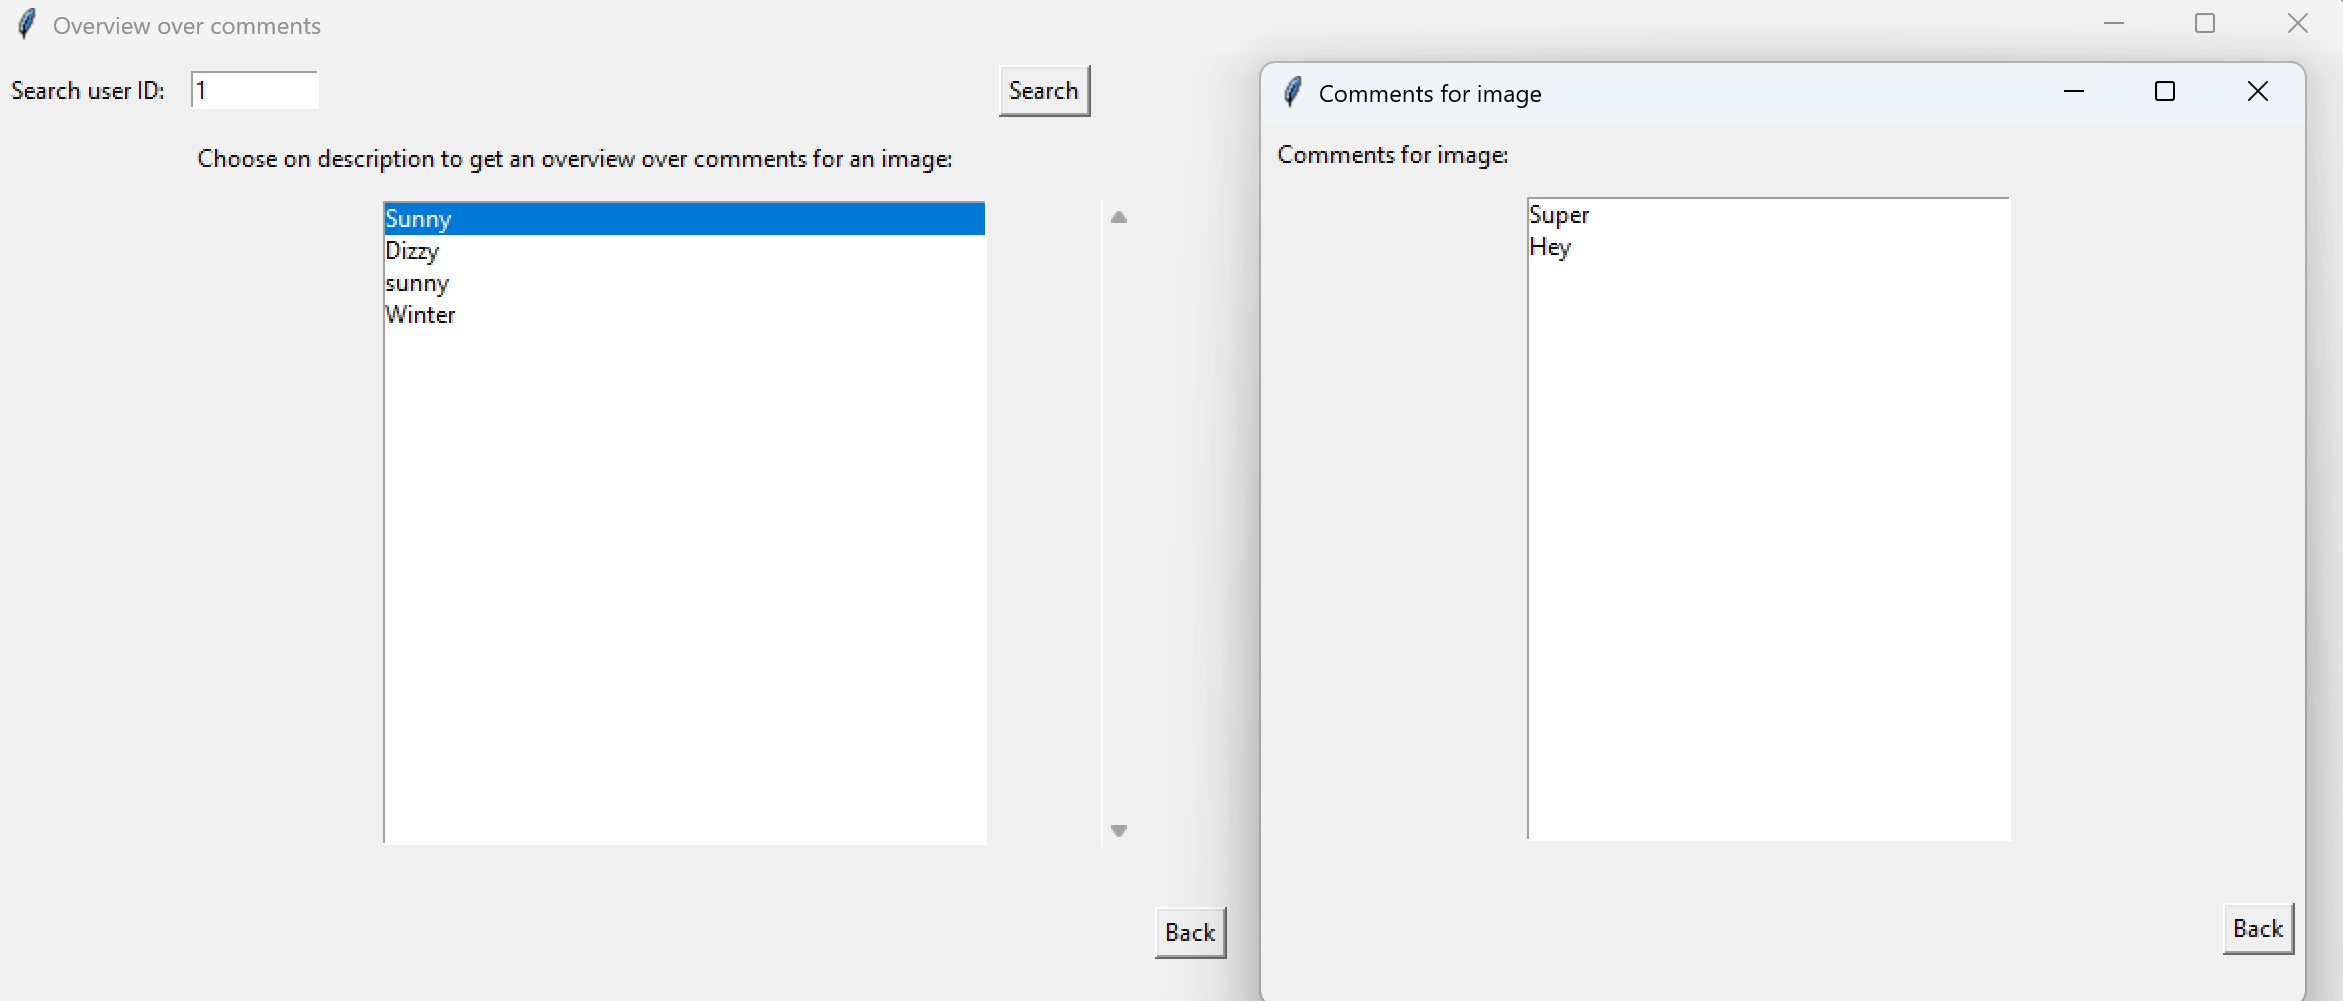 Overview over comments
Search user ID: 1 Search
Choose on description to get an overview over comments for an image:
Sunny
Dizzy
sunny
Winter
Back
Comments for image
Comments for image:
Super
Hey
Back